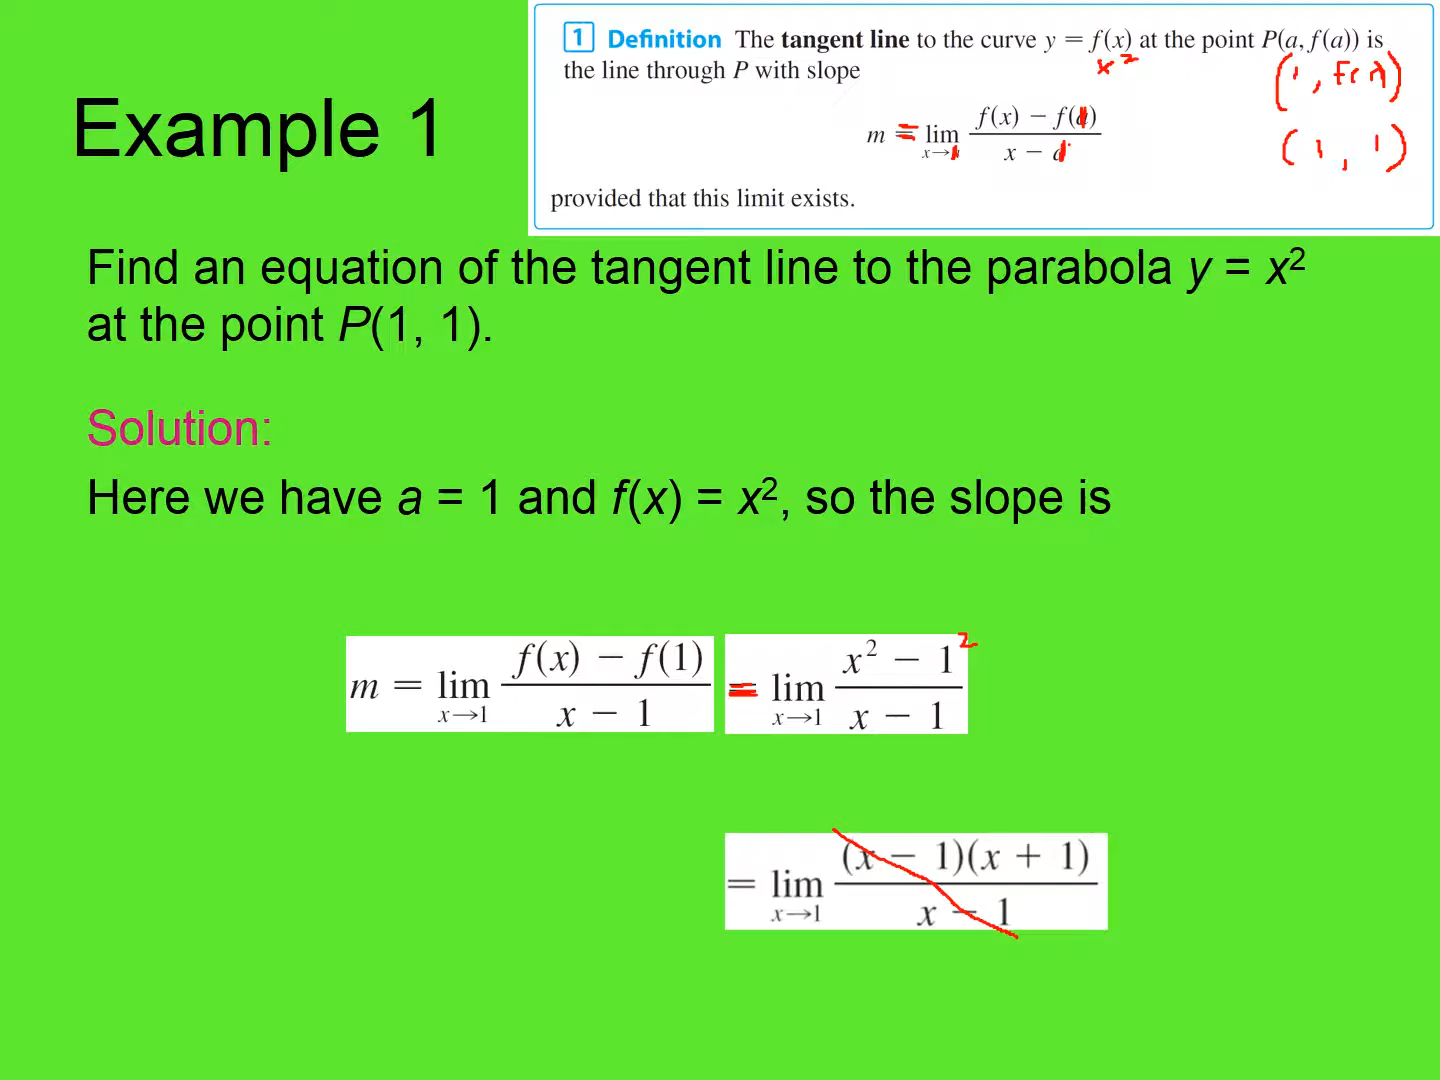 1 Definition The tangent line to the curve y = f(x) at the point P(a, f(a)) is
the line through P with slope
x²
(1, F(
m = lim x→1 f(x) − f(1) / x − 1
(1, 1)
provided that this limit exists.
Example 1
Find an equation of the tangent line to the parabola y = x²
at the point P(1, 1).
Solution:
Here we have a = 1 and f(x) = x², so the slope is
m = lim x→1 f(x) − f(1) / x − 1 = lim x→1 x² − 1² / x − 1
= lim x→1 (x − 1)(x + 1) / x − 1